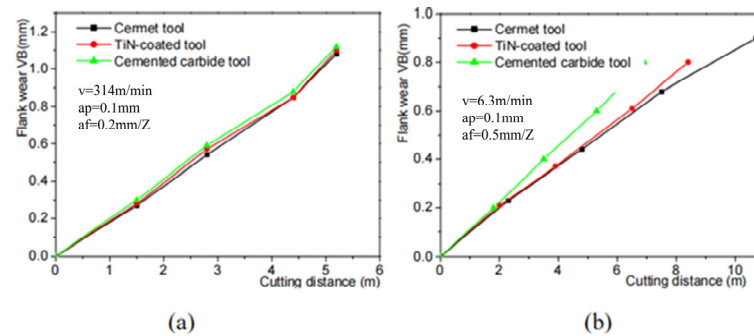 (a)
Cermet tool
TiN-coated tool
Cemented carbide tool
v=314m/min
ap=0.1mm
af=0.2mm/Z
Flank wear VB(mm)
1.2
1.0
0.8
0.6
0.4
0.2
0.0
0 1 2 3 4 5 6
Cutting distance (m)
(a)
(b)
Cermet tool
TiN-coated tool
Cemented carbide tool
v=6.3m/min
ap=0.1mm
af=0.5mm/Z
Flank wear VB(mm)
1.0
0.8
0.6
0.4
0.2
0.0
0 2 4 6 8 10
Cutting distance (m)
(b)